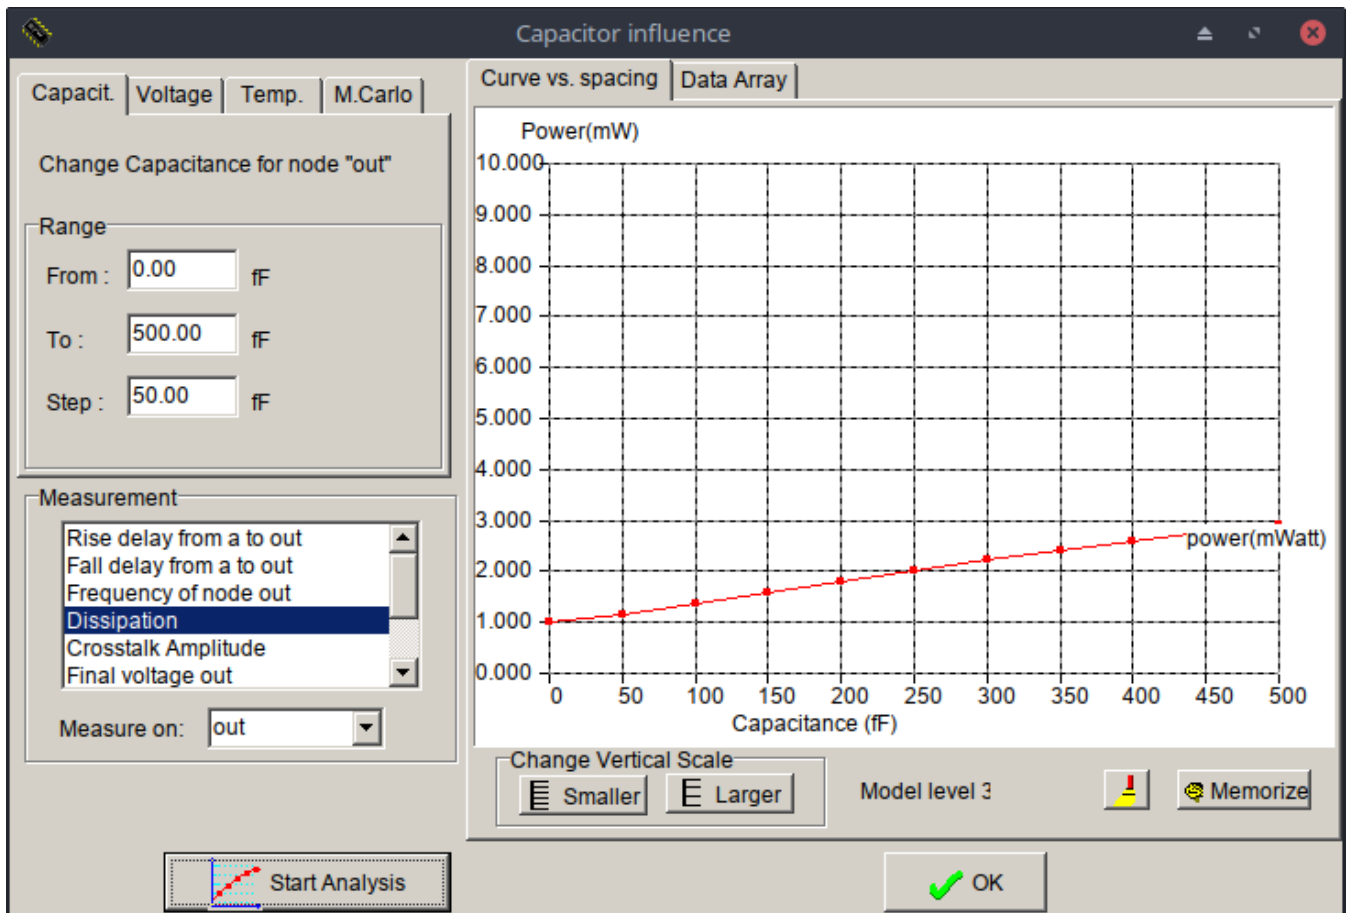 Capacitor influence
Capacit. Voltage Temp. M.Carlo
Change Capacitance for node "out"
Range
From : 0.00 fF
To : 500.00 fF
Step : 50.00 fF
Measurement
Rise delay from a to out
Fall delay from a to out
Frequency of node out
Dissipation
Crosstalk Amplitude
Final voltage out
Measure on: out
Start Analysis
Curve vs. spacing Data Array
Power(mW)
10.000
9.000
8.000
7.000
6.000
5.000
4.000
3.000
power(mWatt)
2.000
1.000
0.000
0 50 100 150 200 250 300 350 400 450 500
Capacitance (fF)
Change Vertical Scale
Smaller Larger
Model level 3
Memorize
OK